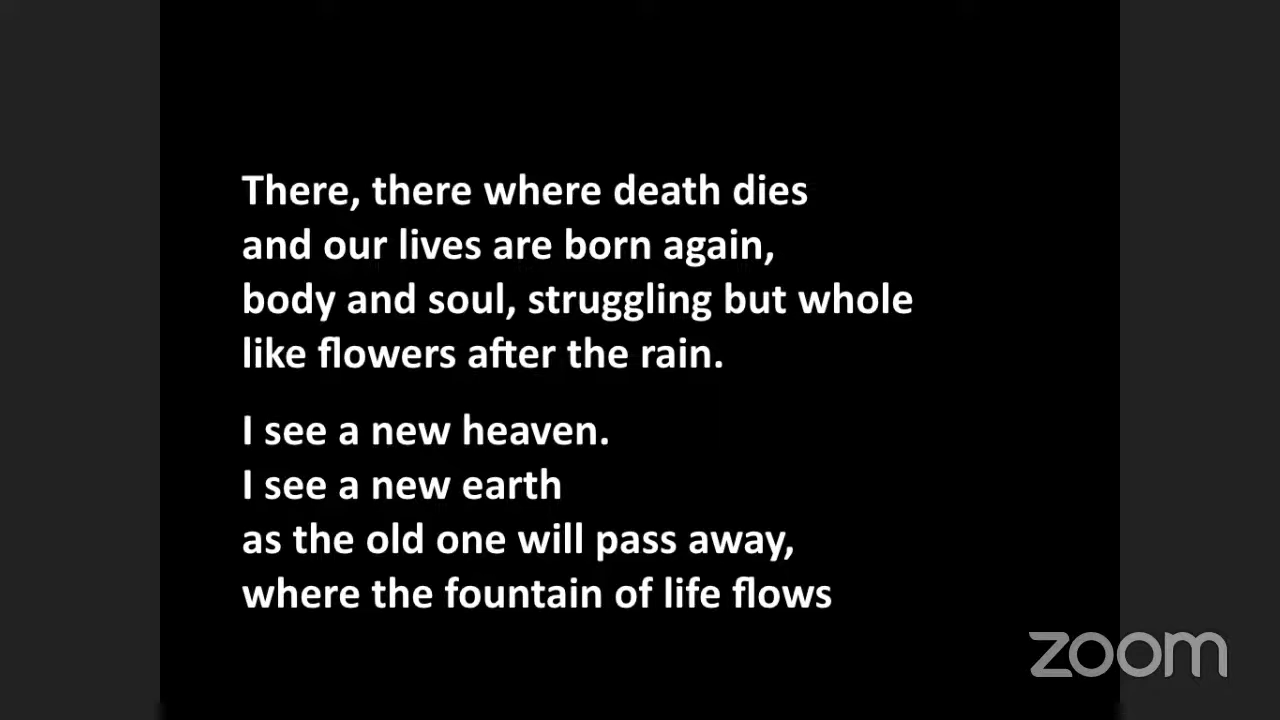 There, there where death dies
and our lives are born again,
body and soul, struggling but whole
like flowers after the rain.
I see a new heaven.
I see a new earth
as the old one will pass away,
where the fountain of life flows
zoom